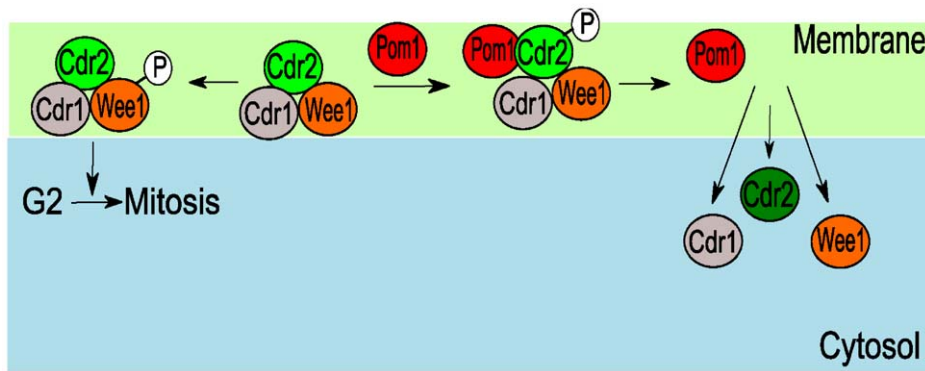 Membrane
Cdr2
P
Cdr1
Wee1
Cdr2
Cdr1
Wee1
Pom1
Pom1
Cdr2
P
Cdr1
Wee1
Pom1
G2
Mitosis
Cdr2
Cdr1
Wee1
Cytosol